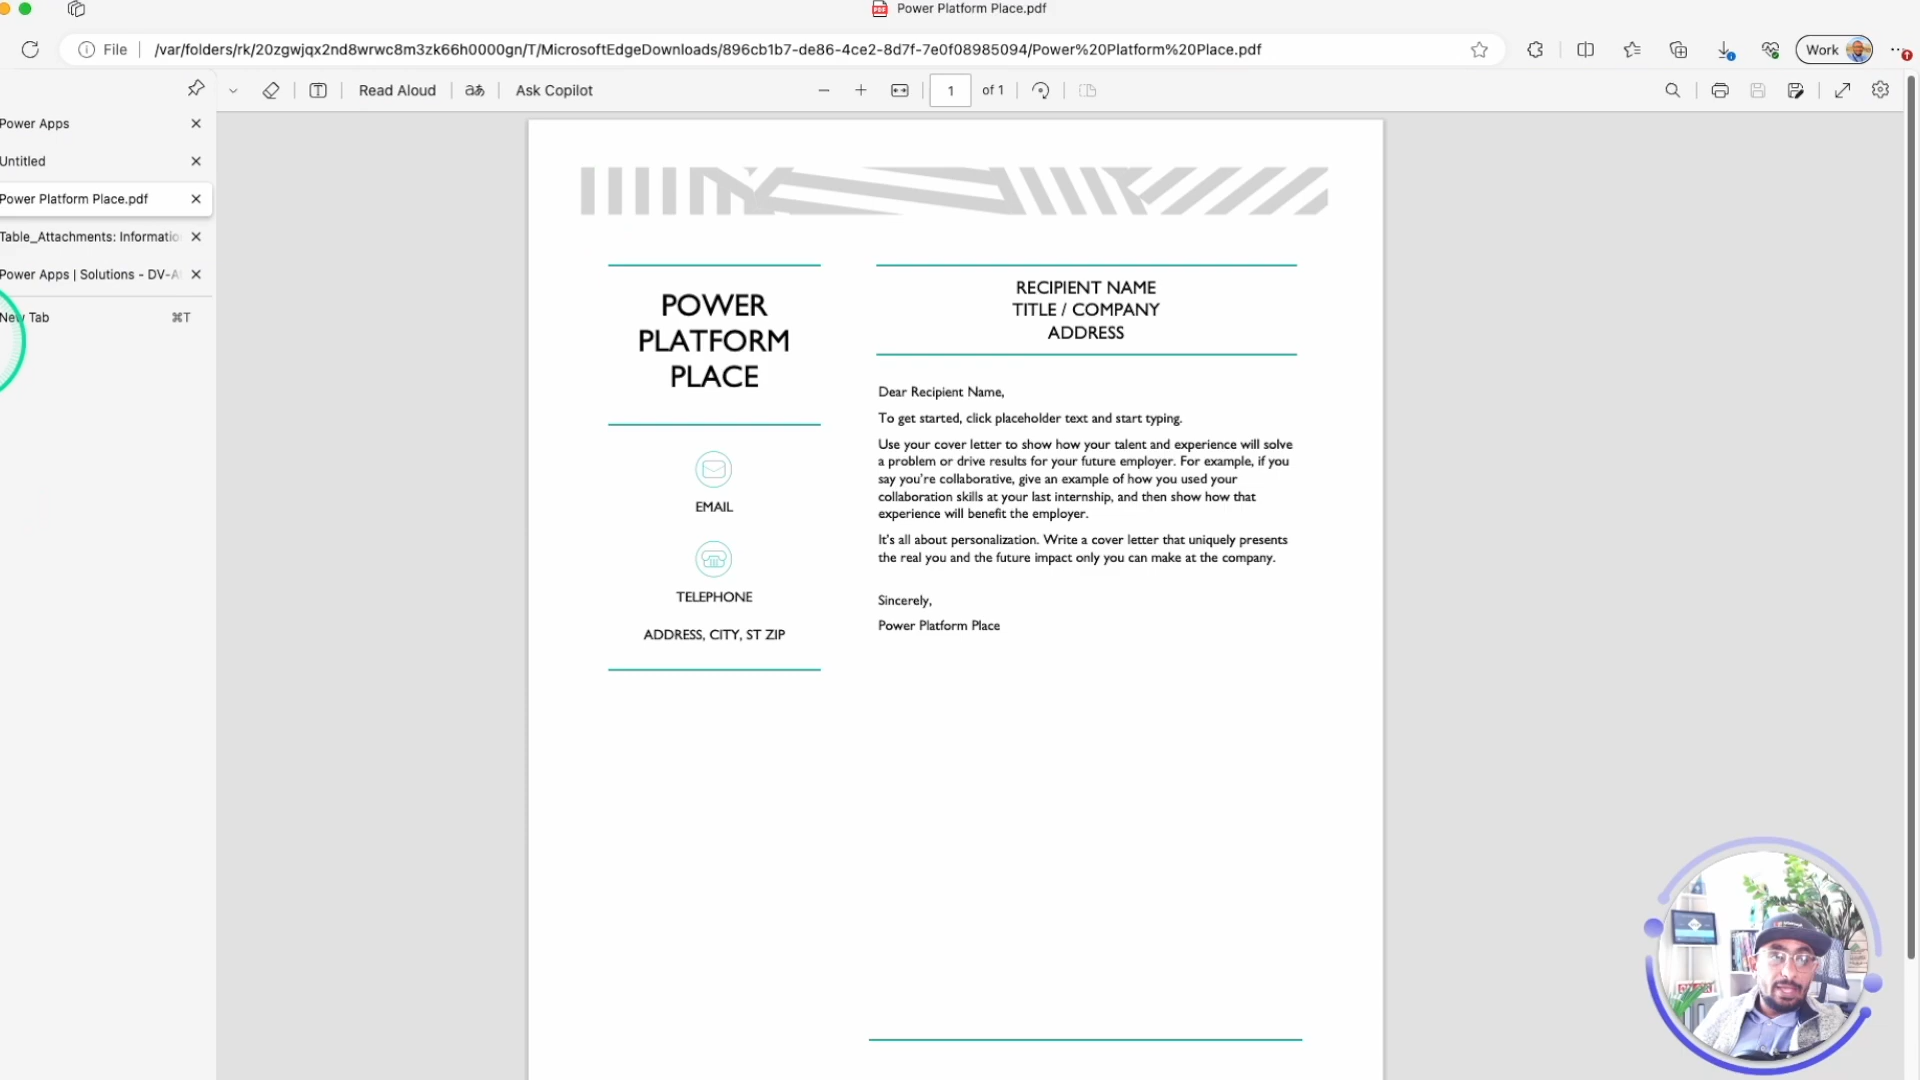 Power Platform Place.pdf
File
/var/folders/rk/20zgwjqx2nd8wrwc8m3zk66h0000gn/T/MicrosoftEdgeDownloads/896cb1b7-de86-4ce2-8d7f-7e0f08985094/Power%20Platform%20Place.pdf
Work
Read Aloud
aあ
Ask Copilot
1
of 1
Power Apps
Untitled
Power Platform Place.pdf
Table_Attachments: Informatio
Power Apps | Solutions - DV-A
New Tab
⌘T
POWER
PLATFORM
PLACE
EMAIL
TELEPHONE
ADDRESS, CITY, ST ZIP
RECIPIENT NAME
TITLE / COMPANY
ADDRESS
Dear Recipient Name,
To get started, click placeholder text and start typing.
Use your cover letter to show how your talent and experience will solve
a problem or drive results for your future employer. For example, if you
say you're collaborative, give an example of how you used your
collaboration skills at your last internship, and then show how that
experience will benefit the employer.
It's all about personalization. Write a cover letter that uniquely presents
the real you and the future impact only you can make at the company.
Sincerely,
Power Platform Place